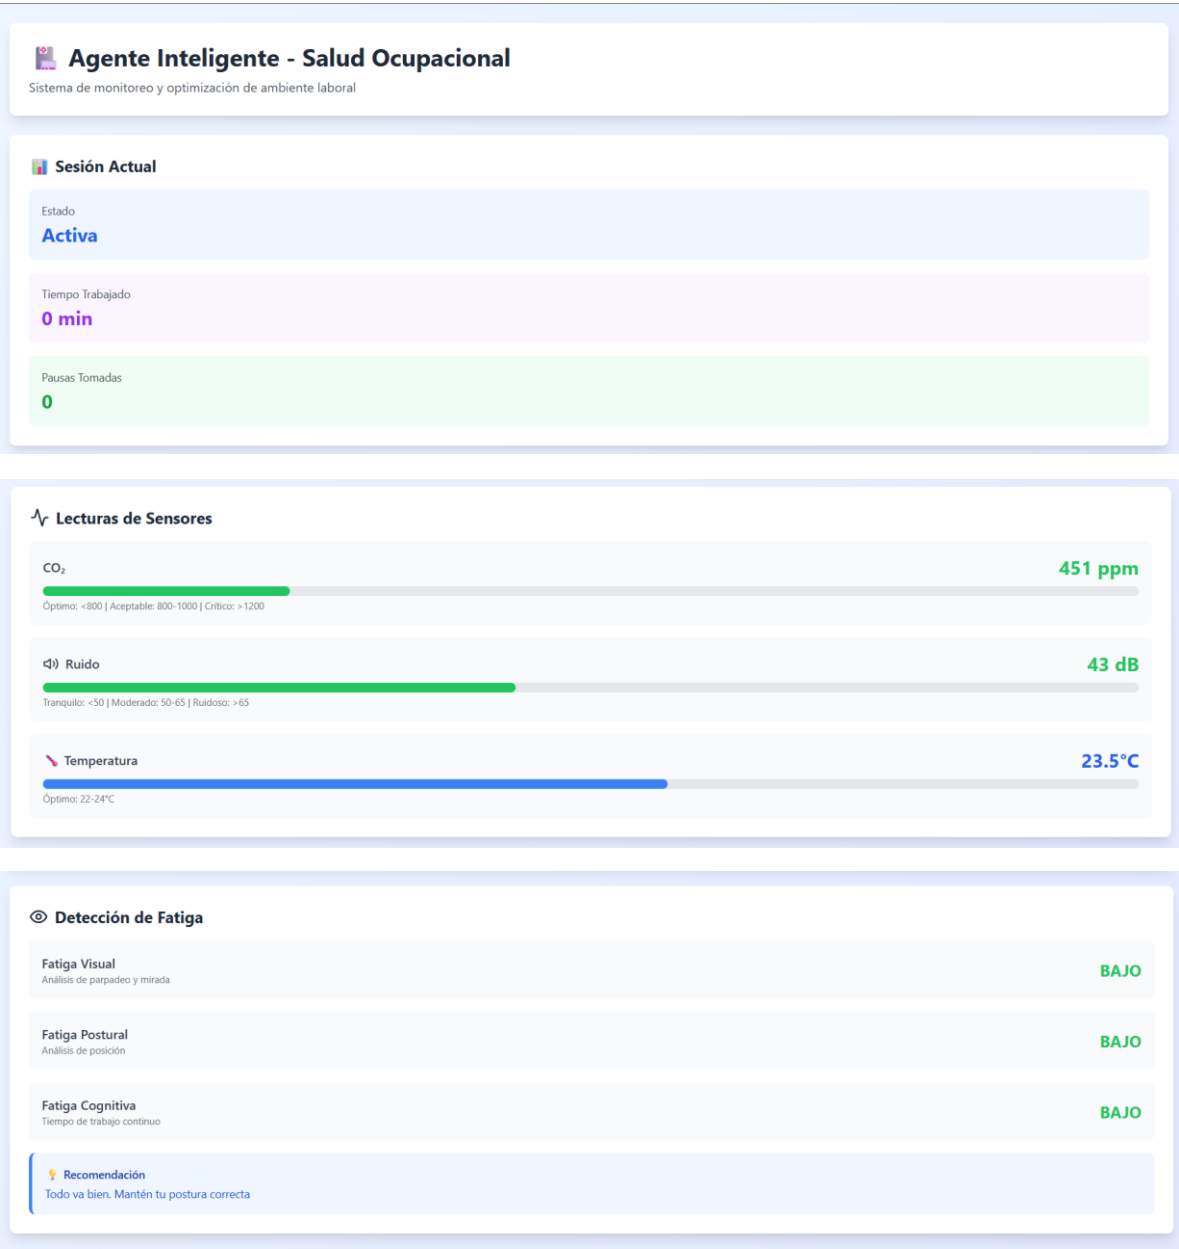 Agente Inteligente - Salud Ocupacional
Sistema de monitoreo y optimización de ambiente laboral
Sesión Actual
Estado
Activa
Tiempo Trabajado
0 min
Pausas Tomadas
0
Lecturas de Sensores
CO₂
451 ppm
Óptimo: <800 | Aceptable: 800-1000 | Crítico: >1200
Ruido
43 dB
Tranquilo: <50 | Moderado: 50-65 | Ruidoso: >65
Temperatura
23.5°C
Óptimo: 22-24°C
Detección de Fatiga
Fatiga Visual
Análisis de parpadeo y mirada
BAJO
Fatiga Postural
Análisis de posición
BAJO
Fatiga Cognitiva
Tiempo de trabajo continuo
BAJO
Recomendación
Todo va bien. Mantén tu postura correcta